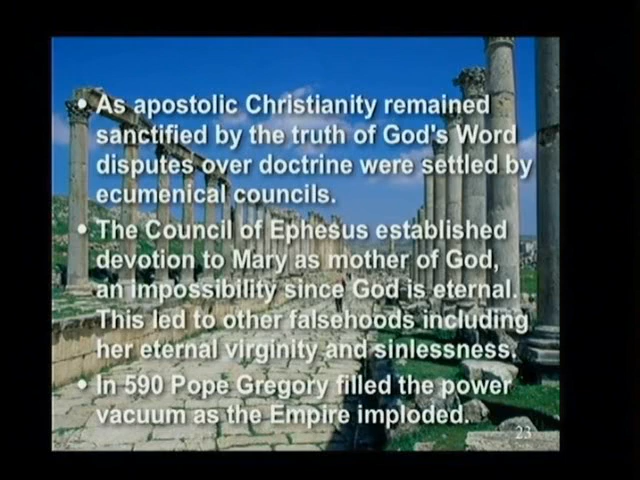 • As apostolic Christianity remained
sanctified by the truth of God's Word
disputes over doctrine were settled by
ecumenical councils.
• The Council of Ephesus established
devotion to Mary as mother of God,
an impossibility since God is eternal.
This led to other falsehoods including
her eternal virginity and sinlessness.
• In 590 Pope Gregory filled the power
vacuum as the Empire imploded.
23